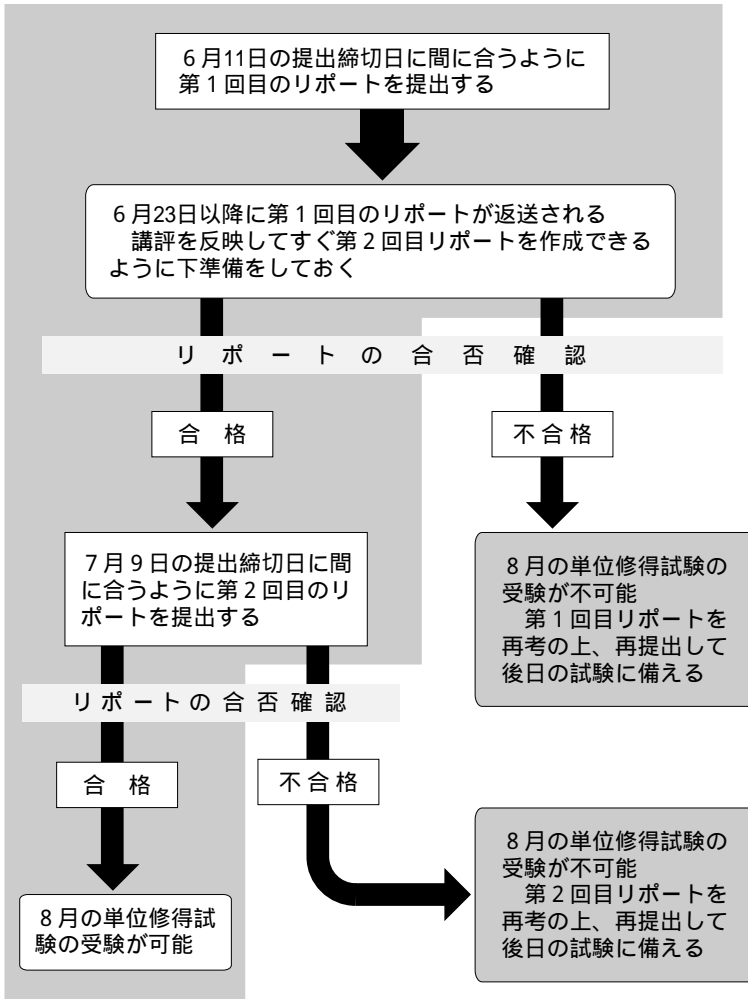 ６月11日の提出締切日に間に合うように
第１回目のリポートを提出する
６月23日以降に第１回目のリポートが返送される
講評を反映してすぐ第２回目リポートを作成できる
ように下準備をしておく
リポートの合否確認
合 格
不 合 格
７月９日の提出締切日に間
に合うように第２回目のリ
ポートを提出する
８月の単位修得試験の
受験が不可能
第１回目リポートを
再考の上、再提出して
後日の試験に備える
リポートの合否確認
合 格
不 合 格
８月の単位修得試
験の受験が可能
８月の単位修得試験の
受験が不可能
第２回目リポートを
再考の上、再提出して
後日の試験に備える